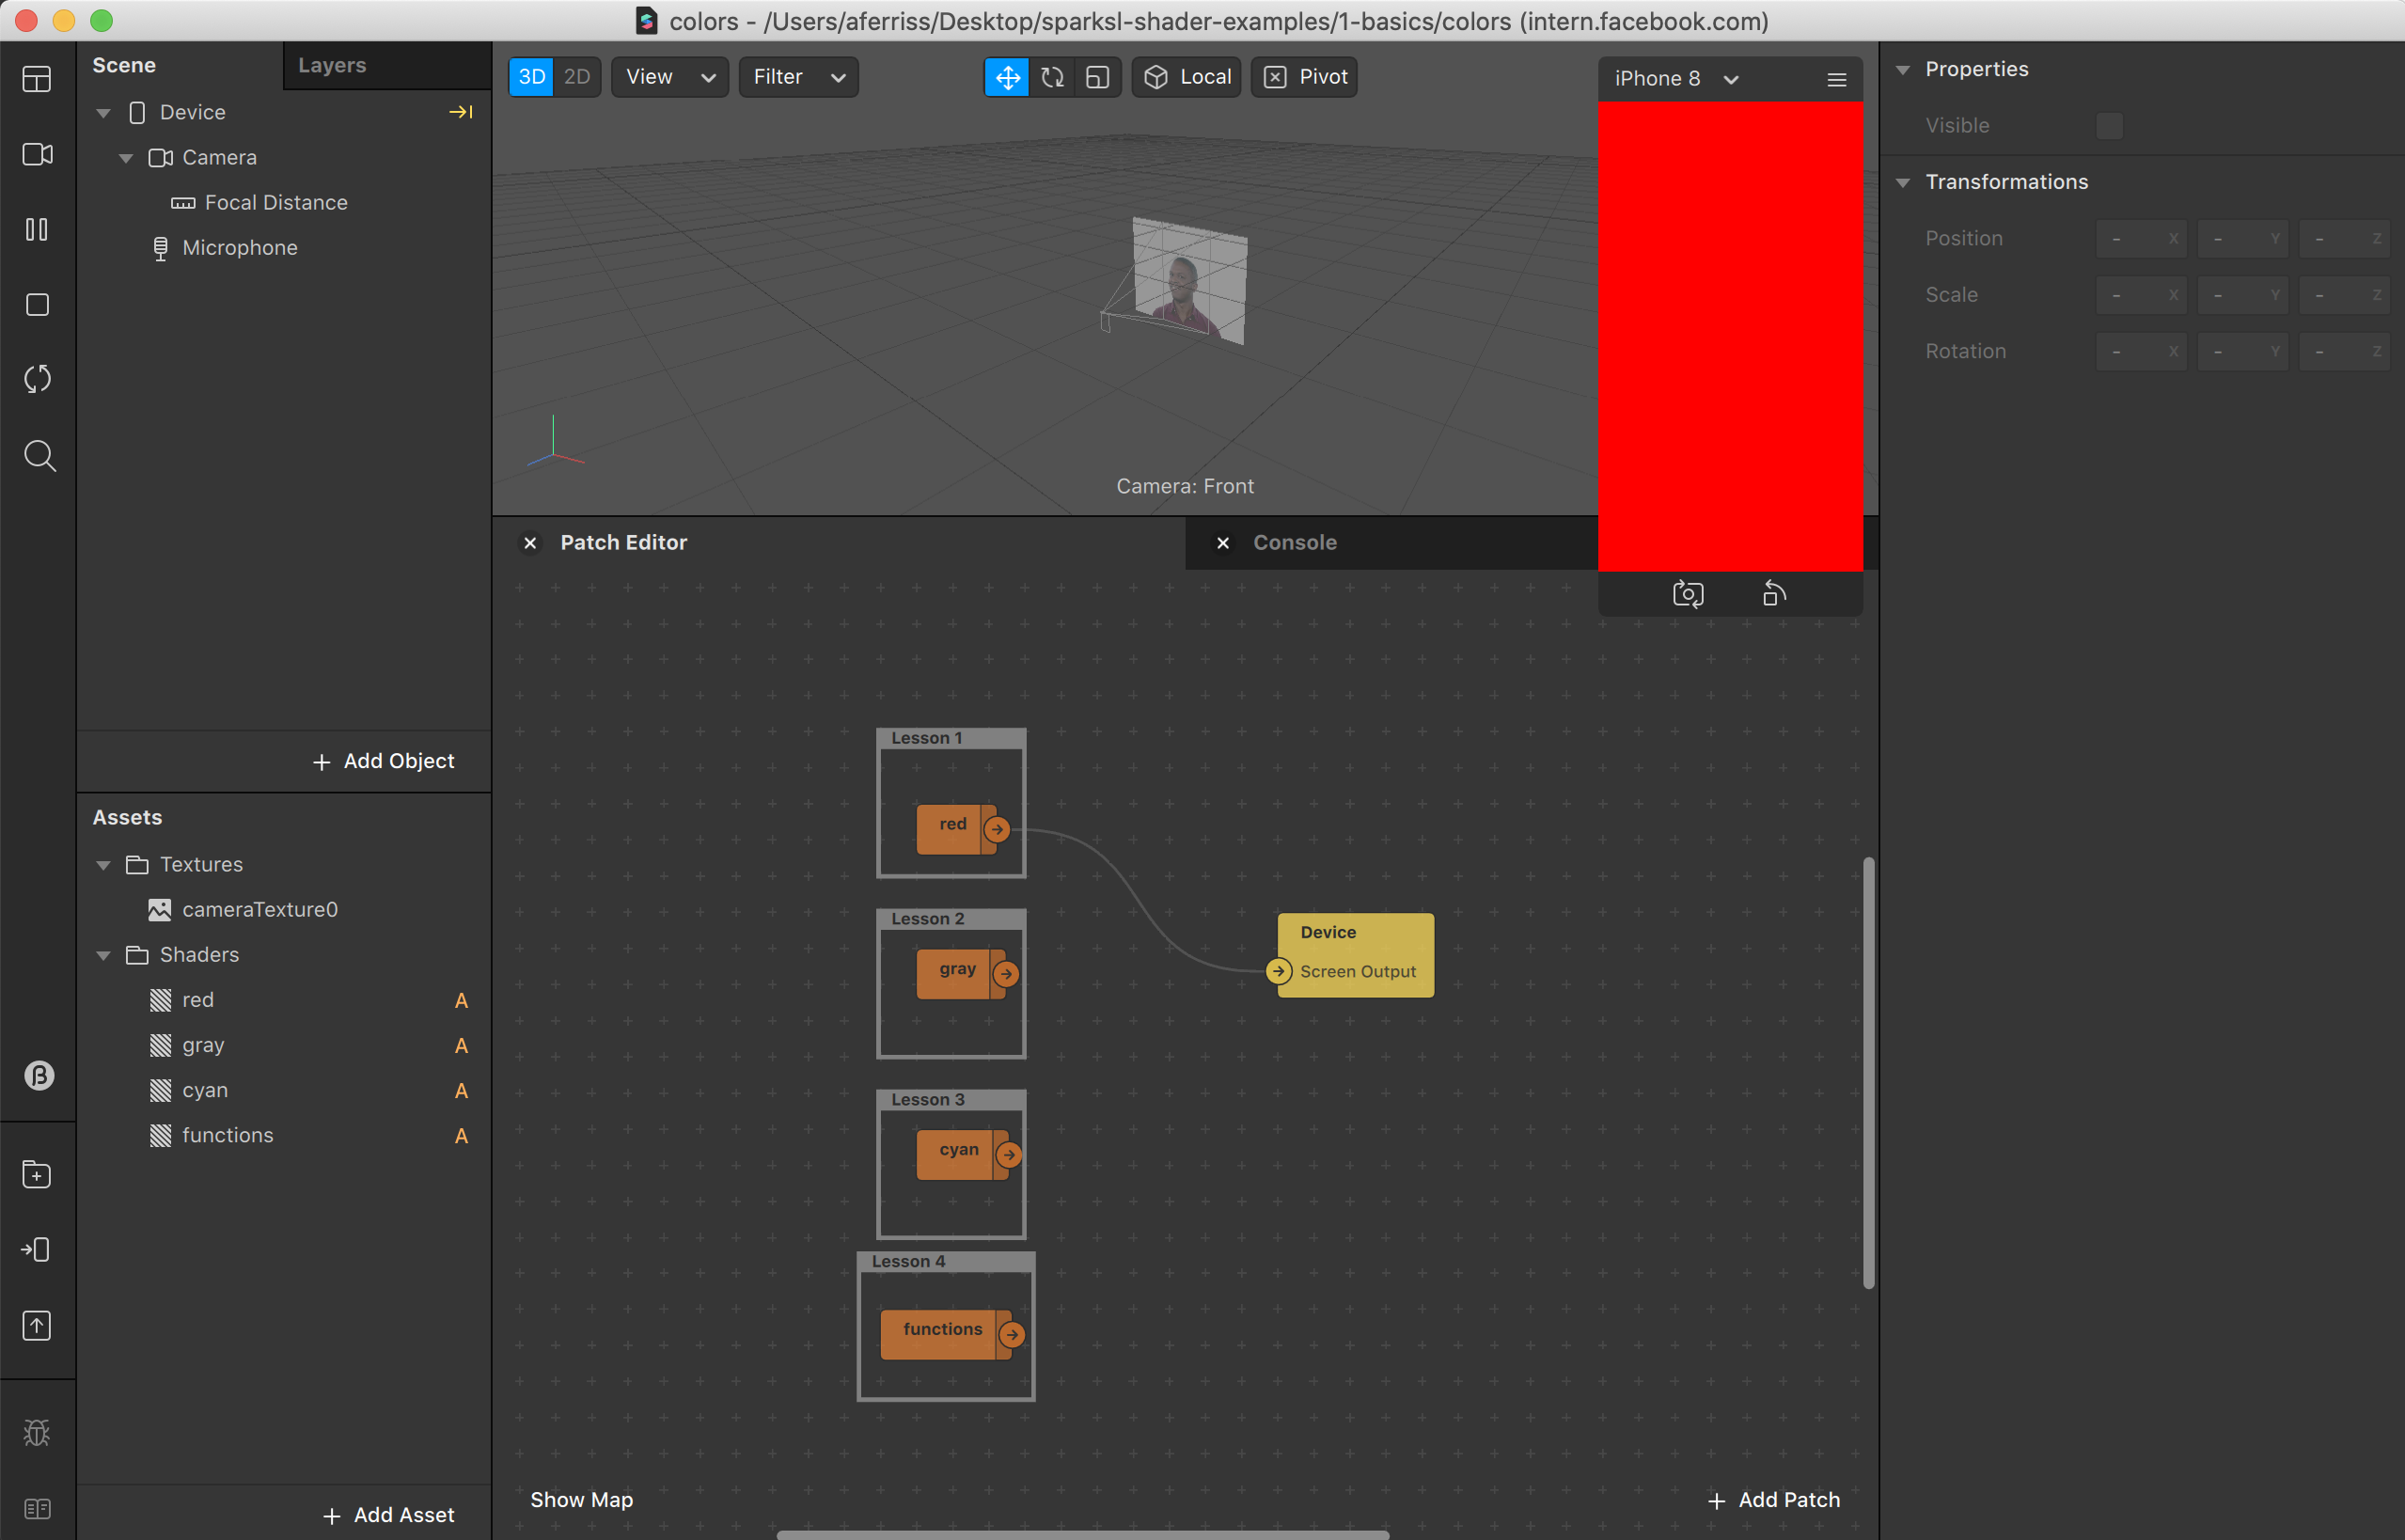 colors - /Users/aferriss/Desktop/sparksl-shader-examples/1-basics/colors (intern.facebook.com)
Scene
Layers
Device
Camera
Focal Distance
Microphone
Add Object
Assets
Textures
cameraTexture0
Shaders
red A
gray A
cyan A
functions A
Add Asset
3D 2D View Filter Local Pivot
Camera: Front
iPhone 8
Patch Editor
Console
Lesson 1
red
Lesson 2
gray
Lesson 3
cyan
Lesson 4
functions
Device
Screen Output
Show Map
Add Patch
Properties
Visible
Transformations
Position - X - Y - Z
Scale - X - Y - Z
Rotation - X - Y - Z
β